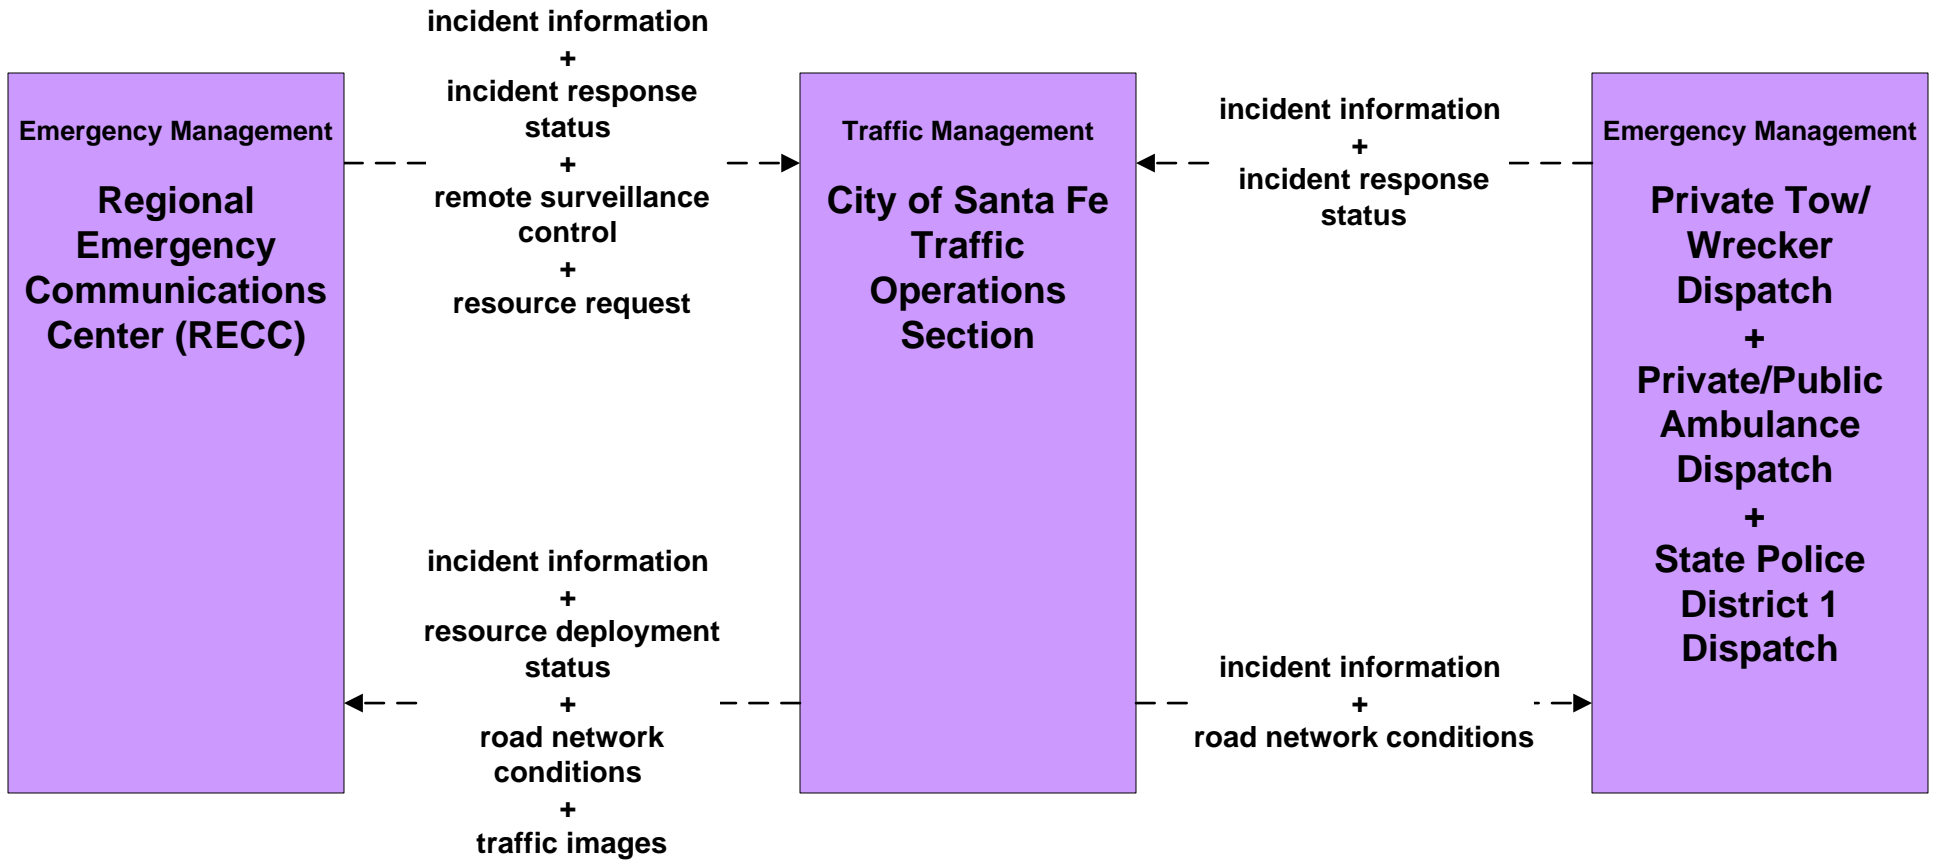 Emergency Management
Regional
Emergency
Communications
Center (RECC)
incident information
+
incident response
status
+
remote surveillance
control
+
resource request
incident information
+
resource deployment
status
+
road network
conditions
+
traffic images
Traffic Management
City of Santa Fe
Traffic
Operations
Section
incident information
+
incident response
status
incident information
+
road network conditions
Emergency Management
Private Tow/
Wrecker
Dispatch
+
Private/Public
Ambulance
Dispatch
+
State Police
District 1
Dispatch